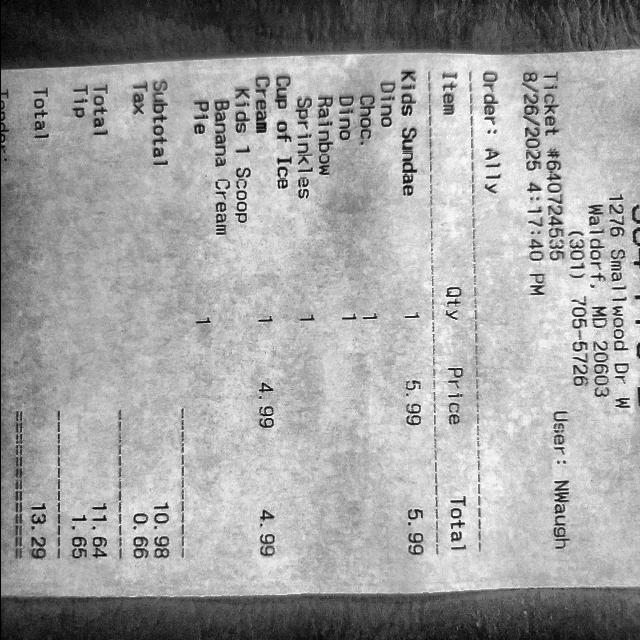 1276 Smallwood Dr W
Waldorf, MD 20603
(301) 705-5726
Ticket #640724535 User: NWaugh
8/26/2025 4:17:40 PM
Order: Ally
Item Qty Price Total
Kids Sundae 1 5.99 5.99
Dino
Choc. 1
Dino 1
Rainbow
Sprinkles 1
Cup of Ice
Cream 1 4.99 4.99
Kids 1 Scoop
Banana Cream
Pie 1
Subtotal 10.98
Tax 0.66
Total 11.64
Tip 1.65
Total 13.29